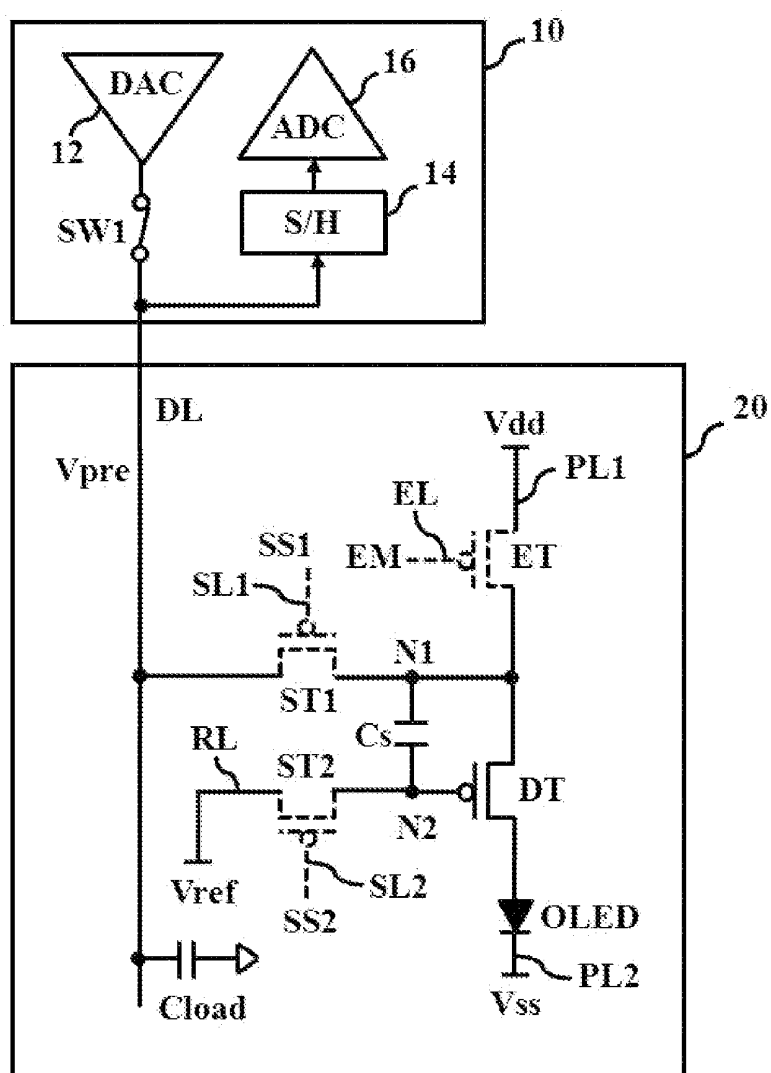 10
DAC
16
ADC
12
14
SW1
S/H
DL
20
Vdd
Vpre
PL1
EL
SS1
EM
ET
SL1
N1
ST1
RL
Cs
ST2
DT
N2
Vref
SL2
SS2
OLED
PL2
Cload
Vss